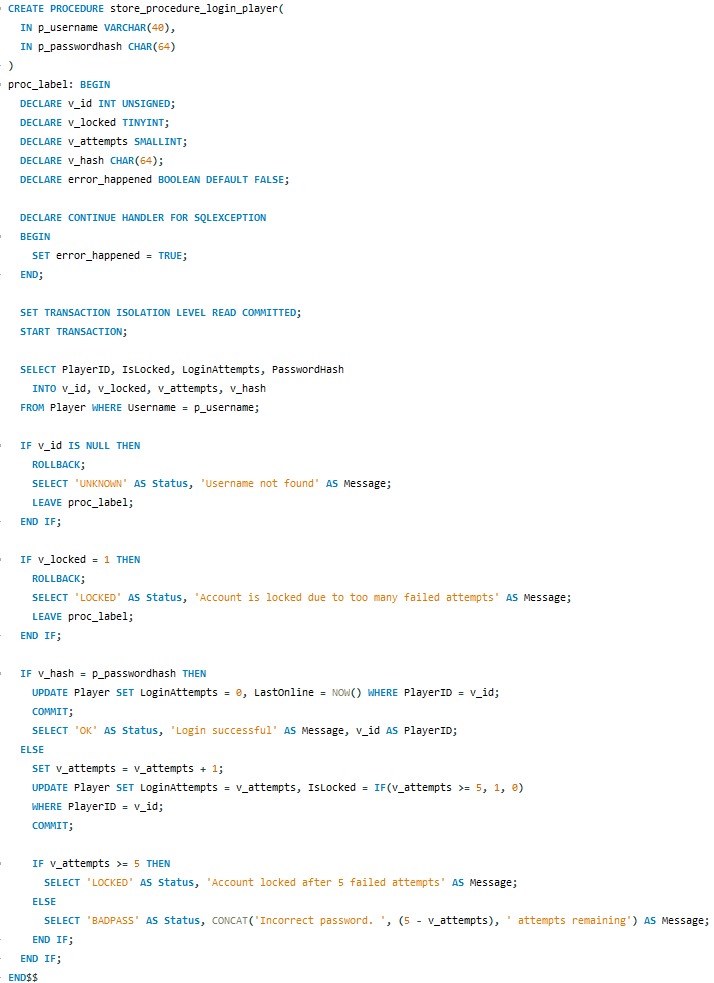 CREATE PROCEDURE store_procedure_login_player(
  IN p_username VARCHAR(40),
  IN p_passwordhash CHAR(64)
)
proc_label: BEGIN
  DECLARE v_id INT UNSIGNED;
  DECLARE v_locked TINYINT;
  DECLARE v_attempts SMALLINT;
  DECLARE v_hash CHAR(64);
  DECLARE error_happened BOOLEAN DEFAULT FALSE;

  DECLARE CONTINUE HANDLER FOR SQLEXCEPTION
  BEGIN
    SET error_happened = TRUE;
  END;

  SET TRANSACTION ISOLATION LEVEL READ COMMITTED;
  START TRANSACTION;

  SELECT PlayerID, IsLocked, LoginAttempts, PasswordHash
    INTO v_id, v_locked, v_attempts, v_hash
  FROM Player WHERE Username = p_username;

  IF v_id IS NULL THEN
    ROLLBACK;
    SELECT 'UNKNOWN' AS Status, 'Username not found' AS Message;
    LEAVE proc_label;
  END IF;

  IF v_locked = 1 THEN
    ROLLBACK;
    SELECT 'LOCKED' AS Status, 'Account is locked due to too many failed attempts' AS Message;
    LEAVE proc_label;
  END IF;

  IF v_hash = p_passwordhash THEN
    UPDATE Player SET LoginAttempts = 0, LastOnline = NOW() WHERE PlayerID = v_id;
    COMMIT;
    SELECT 'OK' AS Status, 'Login successful' AS Message, v_id AS PlayerID;
  ELSE
    SET v_attempts = v_attempts + 1;
    UPDATE Player SET LoginAttempts = v_attempts, IsLocked = IF(v_attempts >= 5, 1, 0)
    WHERE PlayerID = v_id;
    COMMIT;

    IF v_attempts >= 5 THEN
      SELECT 'LOCKED' AS Status, 'Account locked after 5 failed attempts' AS Message;
    ELSE
      SELECT 'BADPASS' AS Status, CONCAT('Incorrect password. ', (5 - v_attempts), ' attempts remaining') AS Message;
    END IF;
  END IF;
END$$